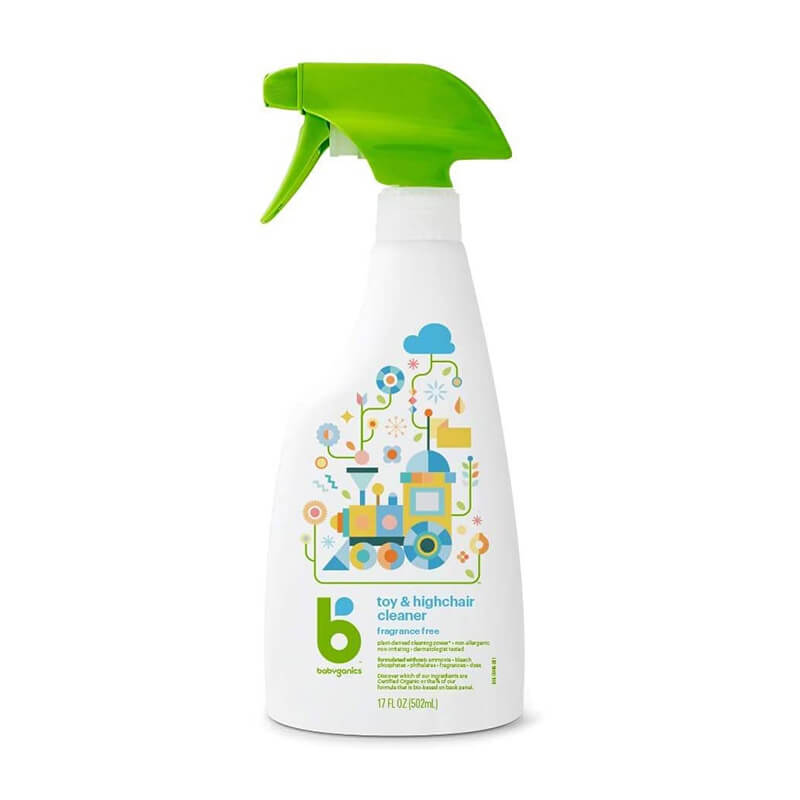 toy & highchair
cleaner
fragrance free
plant-derived cleaning power* • non allergenic
non irritating • dermatologist tested
formulated without: ammonia • bleach
phosphates • phthalates • fragrances • dyes
Discover which of our ingredients are
Certified Organic or the % of our
formula that is bio-based on back panel.
babyganics
17 FL OZ (502mL)